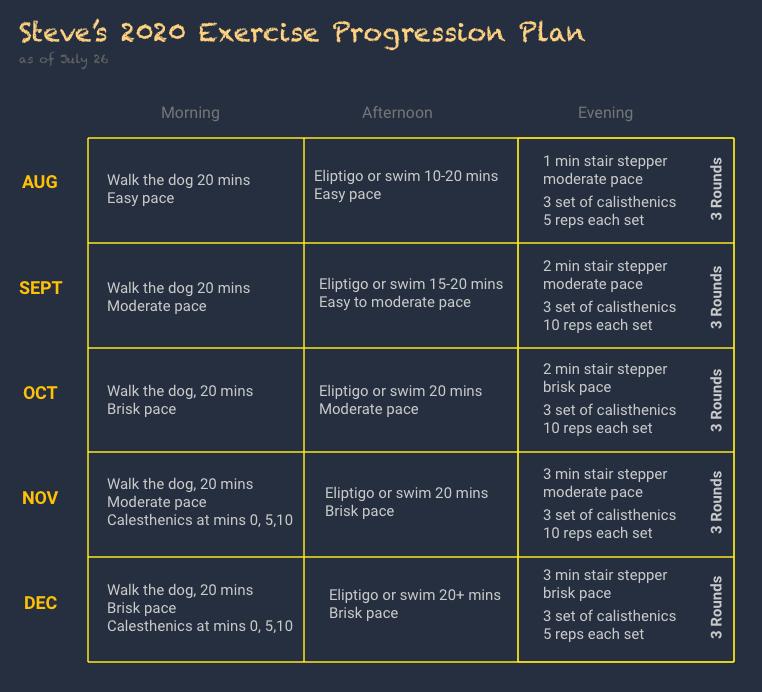 Steve's 2020 Exercise Progression Plan
as of July 26
Morning
Afternoon
Evening
AUG
Walk the dog 20 mins
Easy pace
Eliptigo or swim 10-20 mins
Easy pace
1 min stair stepper
moderate pace
3 set of calisthenics
5 reps each set
3 Rounds
SEPT
Walk the dog 20 mins
Moderate pace
Eliptigo or swim 15-20 mins
Easy to moderate pace
2 min stair stepper
moderate pace
3 set of calisthenics
10 reps each set
3 Rounds
OCT
Walk the dog, 20 mins
Brisk pace
Eliptigo or swim 20 mins
Moderate pace
2 min stair stepper
brisk pace
3 set of calisthenics
10 reps each set
3 Rounds
NOV
Walk the dog, 20 mins
Moderate pace
Calesthenics at mins 0, 5,10
Eliptigo or swim 20 mins
Brisk pace
3 min stair stepper
moderate pace
3 set of calisthenics
10 reps each set
3 Rounds
DEC
Walk the dog, 20 mins
Brisk pace
Calesthenics at mins 0, 5,10
Eliptigo or swim 20+ mins
Brisk pace
3 min stair stepper
brisk pace
3 set of calisthenics
5 reps each set
3 Rounds